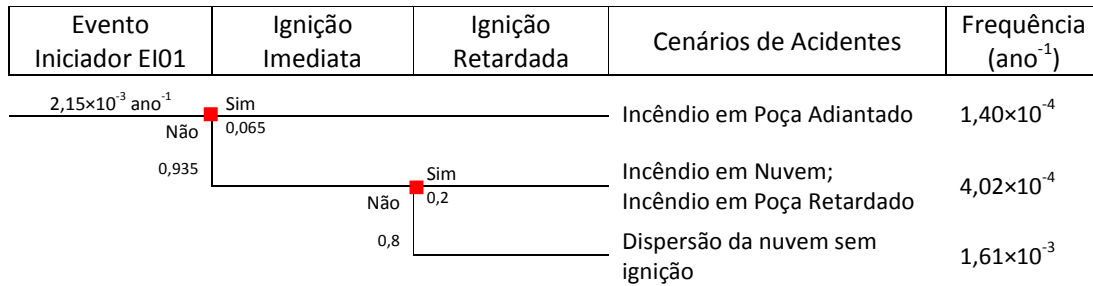 Evento
Iniciador EI01
Ignição
Imediata
Ignição
Retardada
Cenários de Acidentes
Frequência
(ano⁻¹)
2,15×10⁻³ ano⁻¹
Sim
0,065
Não
0,935
Incêndio em Poça Adiantado
1,40×10⁻⁴
Sim
0,2
Não
0,8
Incêndio em Nuvem;
Incêndio em Poça Retardado
4,02×10⁻⁴
Dispersão da nuvem sem
ignição
1,61×10⁻³